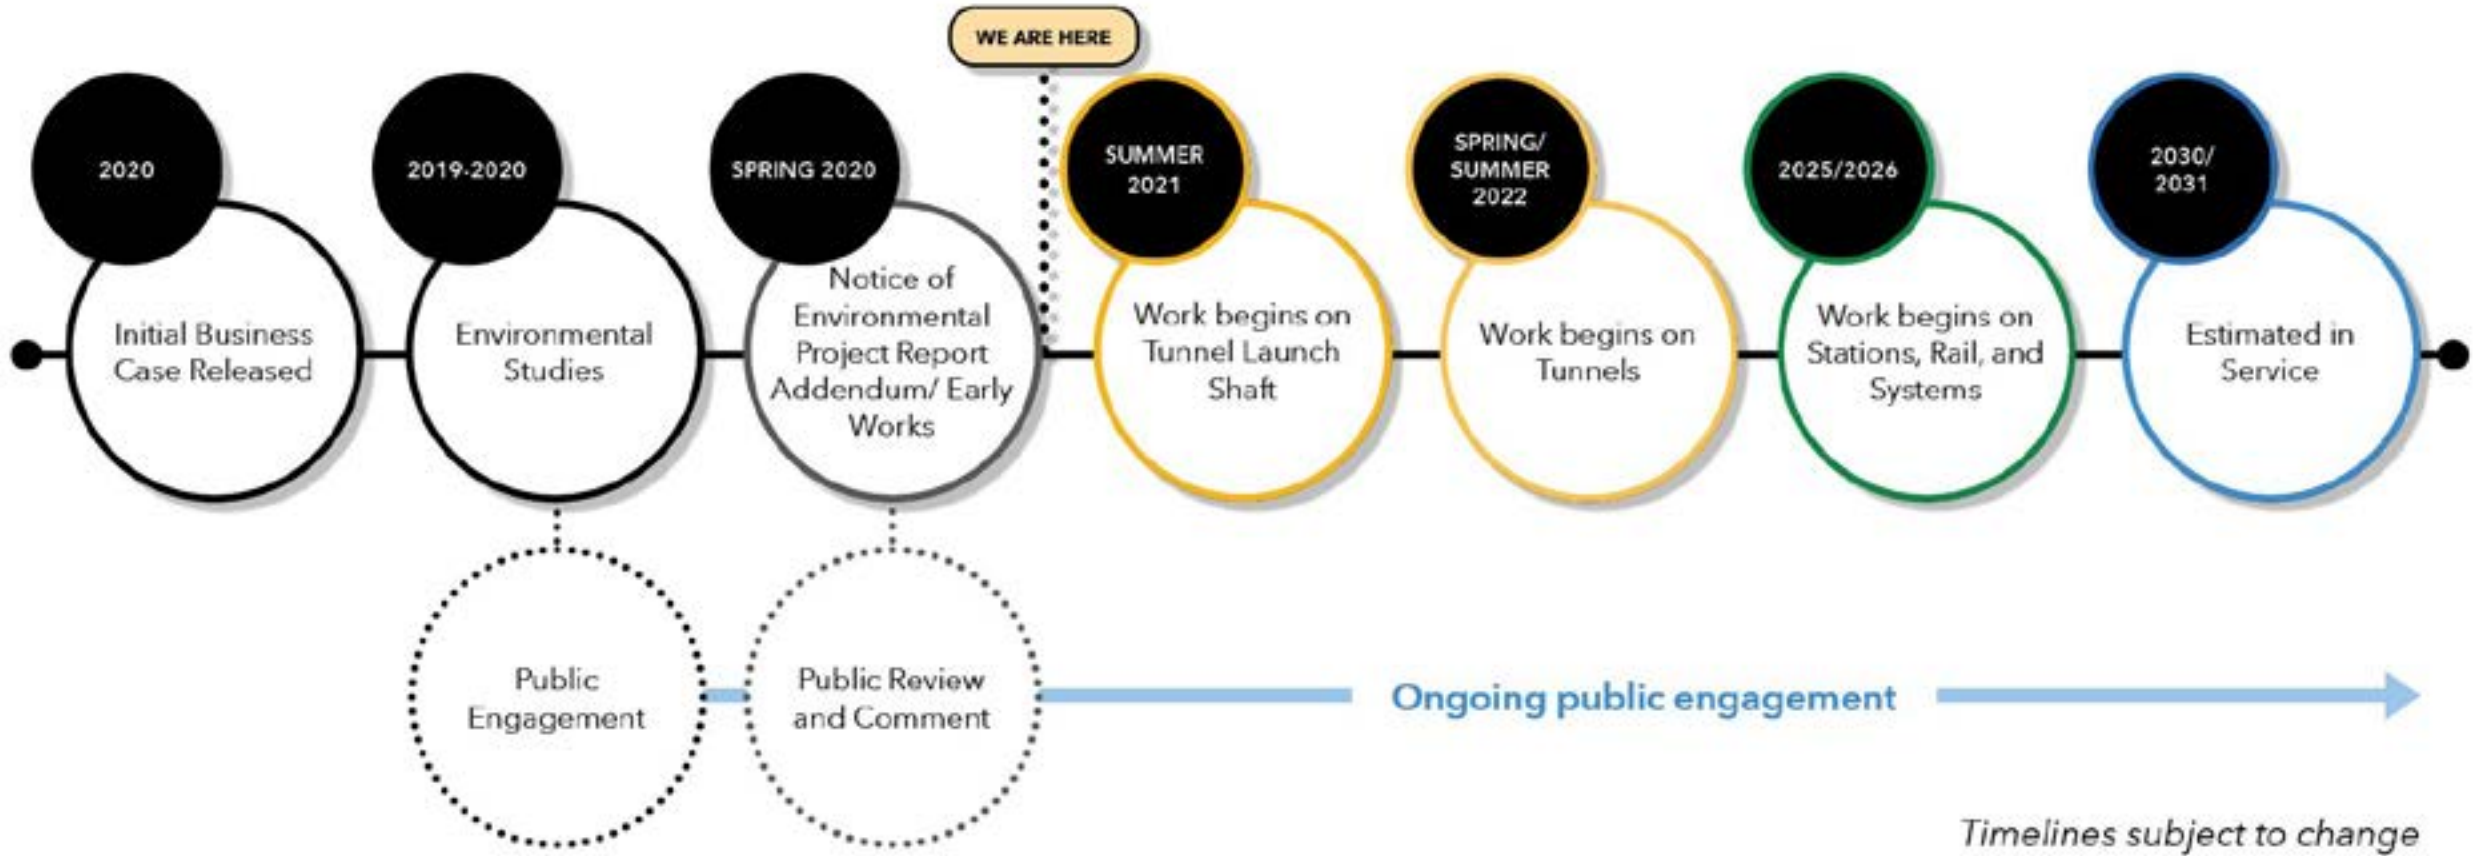 WE ARE HERE
2020
Initial Business
Case Released
2019-2020
Environmental
Studies
SPRING 2020
Notice of
Environmental
Project Report
Addendum/ Early
Works
SUMMER
2021
Work begins on
Tunnel Launch
Shaft
SPRING/
SUMMER
2022
Work begins on
Tunnels
2025/2026
Work begins on
Stations, Rail, and
Systems
2030/
2031
Estimated in
Service
Public
Engagement
Public Review
and Comment
Ongoing public engagement
Timelines subject to change